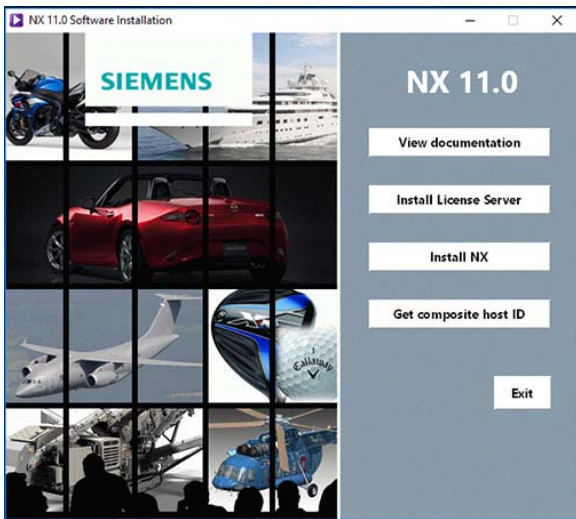 NX 11.0 Software Installation
SIEMENS
NX 11.0
View documentation
Install License Server
Install NX
Get composite host ID
Callaway
Exit